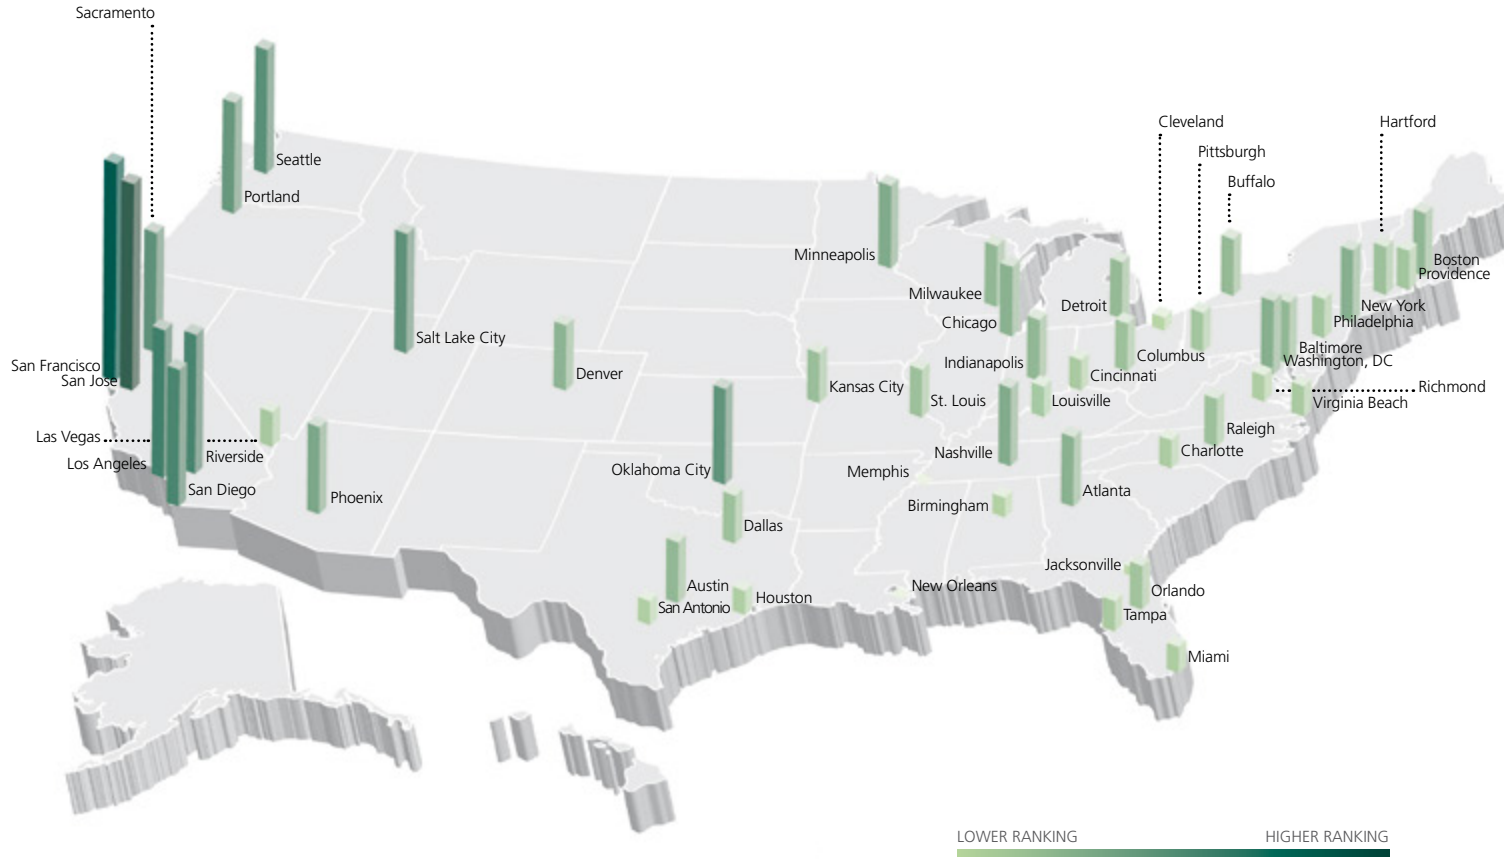 Sacramento
Cleveland
Hartford
Pittsburgh
Seattle
Buffalo
Portland
Minneapolis
Boston
Providence
Milwaukee
Detroit
New York
Chicago
Philadelphia
Salt Lake City
Baltimore
Columbus
Washington, DC
Indianapolis
San Francisco
Denver
Cincinnati
San Jose
Kansas City
Richmond
St. Louis
Louisville
Virginia Beach
Raleigh
Las Vegas
Riverside
Nashville
Charlotte
Los Angeles
Oklahoma City
Memphis
San Diego
Phoenix
Atlanta
Birmingham
Dallas
Jacksonville
Austin
New Orleans
Orlando
Houston
San Antonio
Tampa
Miami
LOWER RANKING
HIGHER RANKING